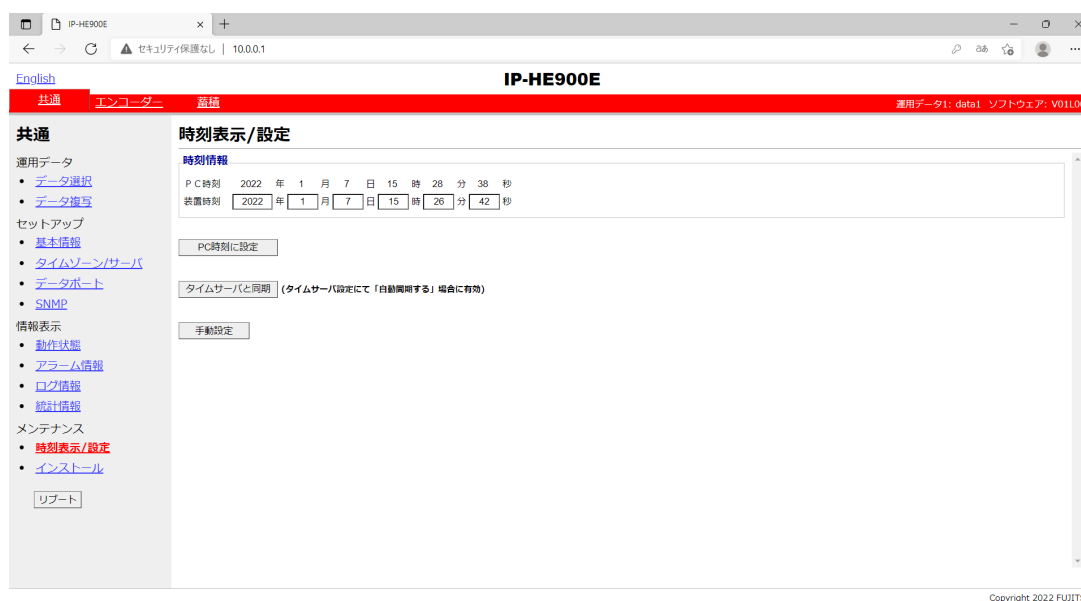 IP-HE900E
セキュリティ保護なし | 10.0.0.1
English
IP-HE900E
共通 エンコーダー 蓄積
運用データ1: data1 ソフトウェア:
共通
運用データ
• データ選択
• データ複写
セットアップ
• 基本情報
• タイムゾーン/サーバ
• データポート
• SNMP
情報表示
• 動作状態
• アラーム情報
• ログ情報
• 統計情報
メンテナンス
• 時刻表示/設定
• インストール
リブート
時刻表示/設定
時刻情報
PC時刻 2022 年 1 月 7 日 15 時 28 分 38 秒
装置時刻 2022 年 1 月 7 日 15 時 26 分 42 秒
PC時刻に設定
タイムサーバと同期 (タイムサーバ設定にて「自動同期する」場合に有効)
手動設定
Copyright 2022